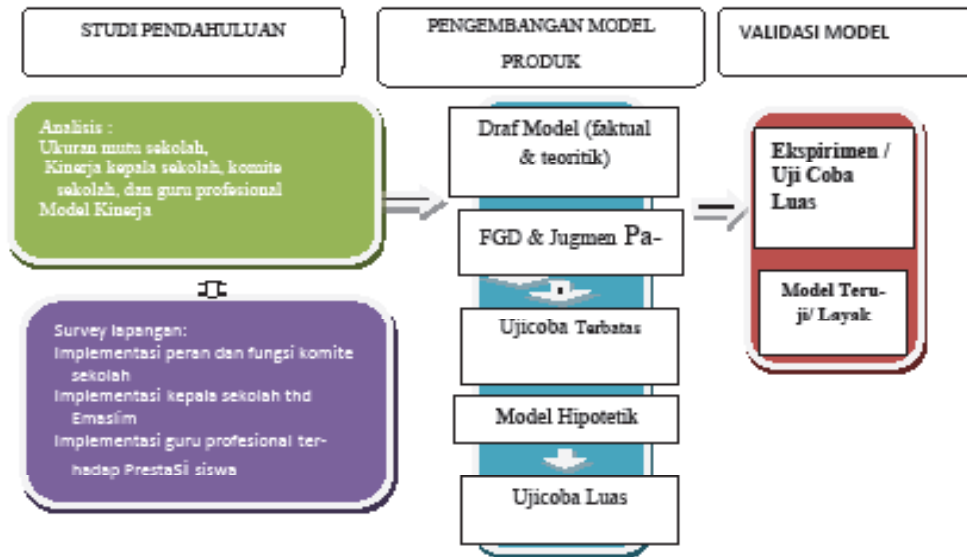 STUDI PENDAHULUAN
PENGEMBANGAN MODEL
PRODUK
VALIDASI MODEL
Analisis :
Ukuran mutu sekolah,
Kinerja kepala sekolah, komite
sekolah, dan guru profesional
Model Kinerja
Survey lapangan:
Implementasi peran dan fungsi komite
sekolah
Implementasi kepala sekolah thd
Emaslim
Implementasi guru profesional ter-
hadap PrestaSi siswa
Draf Model (faktual
& teoritik)
FGD & Jugmen Pa-
Ujicoba Terbatas
Model Hipotetik
Ujicoba Luas
Ekspirimen /
Uji Coba
Luas
Model Teru-
ji/ Layak